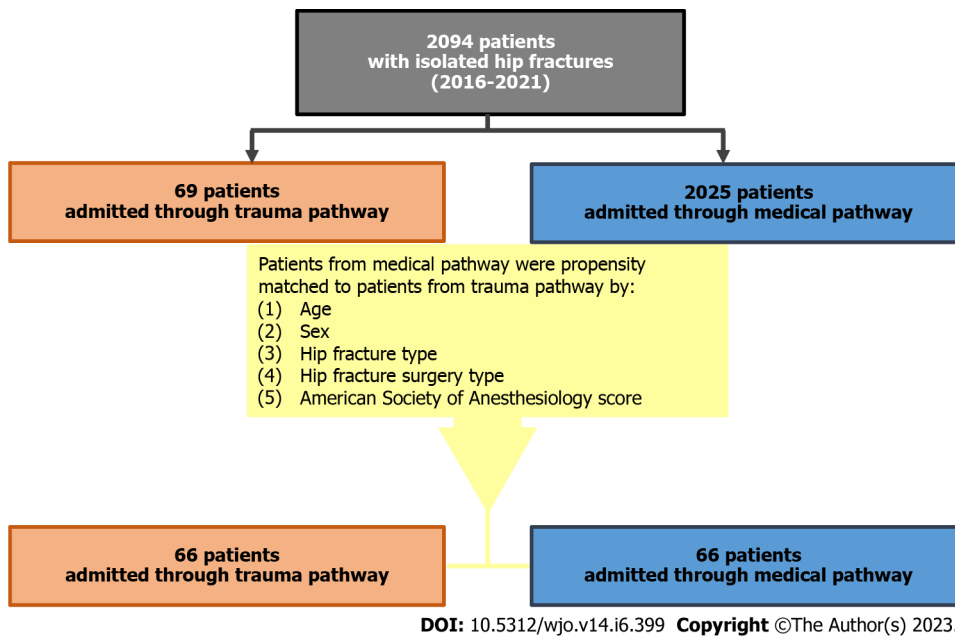 2094 patients
with isolated hip fractures
(2016-2021)
69 patients
admitted through trauma pathway
2025 patients
admitted through medical pathway
Patients from medical pathway were propensity
matched to patients from trauma pathway by:
(1) Age
(2) Sex
(3) Hip fracture type
(4) Hip fracture surgery type
(5) American Society of Anesthesiology score
66 patients
admitted through trauma pathway
66 patients
admitted through medical pathway
DOI: 10.5312/wjo.v14.i6.399 Copyright ©The Author(s) 2023.